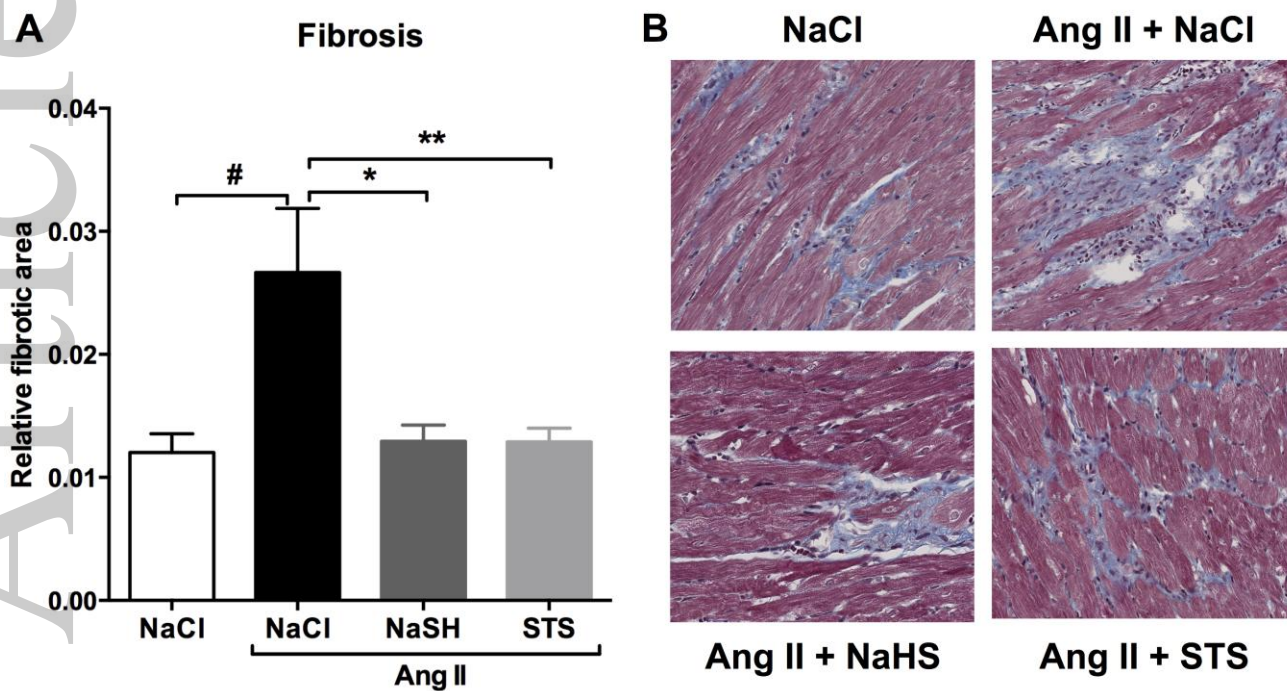 A
Fibrosis
0.04
0.03
0.02
0.01
0.00
Relative fibrotic area
#
*
**
NaCl
NaCl
NaSH
STS
Ang II
B
NaCl
Ang II + NaCl
Ang II + NaHS
Ang II + STS
Article